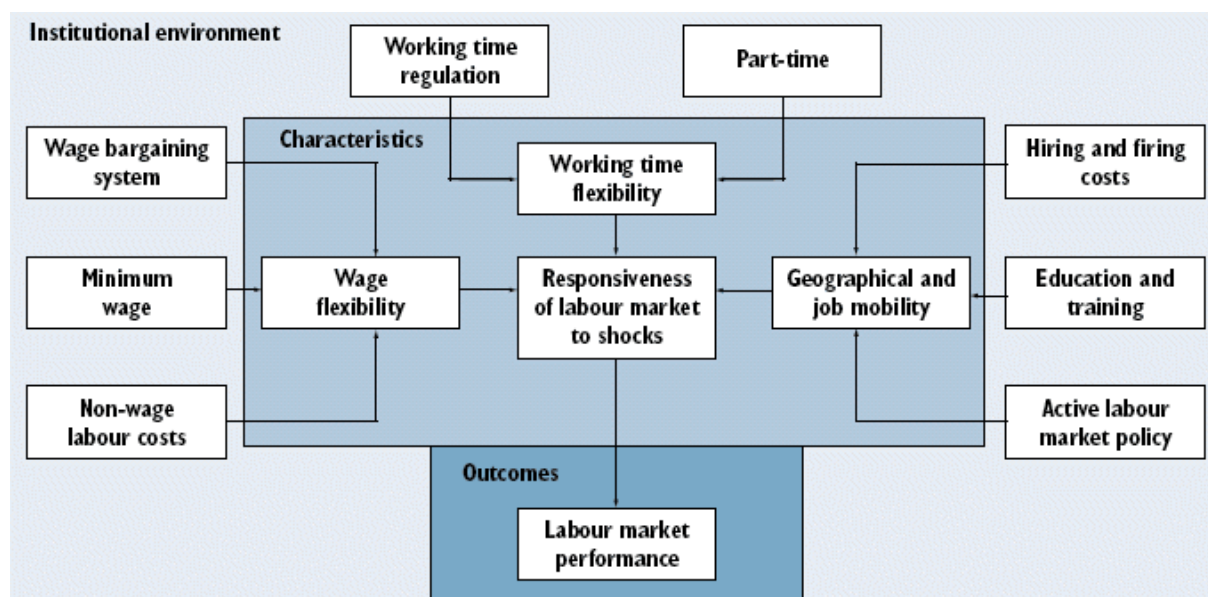 Institutional environment
Working time
regulation
Part-time
Characteristics
Wage bargaining
system
Working time
flexibility
Hiring and firing
costs
Minimum
wage
Wage
flexibility
Responsiveness
of labour market
to shocks
Geographical and
job mobility
Education and
training
Non-wage
labour costs
Active labour
market policy
Outcomes
Labour market
performance